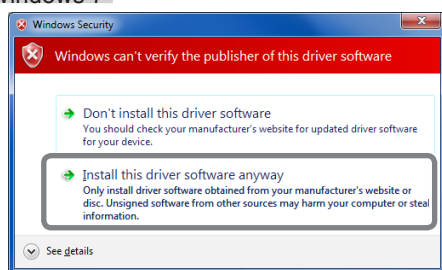 Windows 7
Windows Security
Windows can't verify the publisher of this driver software
Don't install this driver software
You should check your manufacturer's website for updated driver software
for your device.
Install this driver software anyway
Only install driver software obtained from your manufacturer's website or
disc. Unsigned software from other sources may harm your computer or steal
information.
See details